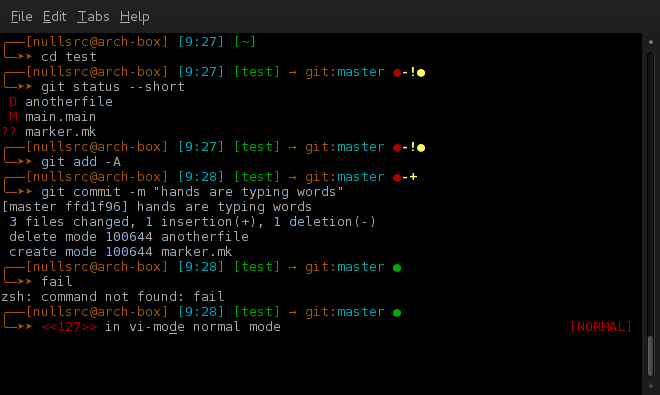 File Edit Tabs Help
╭──[nullsrc@arch-box] [9:27] [~]
╰─➤➤ cd test
╭──[nullsrc@arch-box] [9:27] [test] → git:master ●-!●
╰─➤➤ git status --short
 D anotherfile
 M main.main
?? marker.mk
╭──[nullsrc@arch-box] [9:27] [test] → git:master ●-!●
╰─➤➤ git add -A
╭──[nullsrc@arch-box] [9:28] [test] → git:master ●-+
╰─➤➤ git commit -m "hands are typing words"
[master ffd1f96] hands are typing words
 3 files changed, 1 insertion(+), 1 deletion(-)
 delete mode 100644 anotherfile
 create mode 100644 marker.mk
╭──[nullsrc@arch-box] [9:28] [test] → git:master ●
╰─➤➤ fail
zsh: command not found: fail
╭──[nullsrc@arch-box] [9:28] [test] → git:master ●
╰─➤➤ <<127>> in vi-mode normal mode [NORMAL]